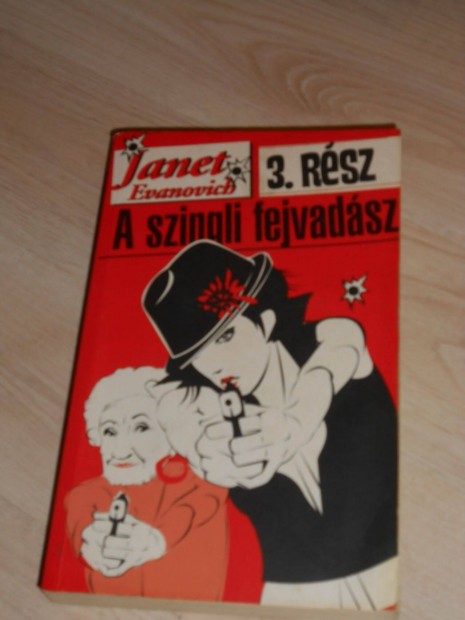 Janet
Evanovich
3. RÉSZ
A szingli fejvadász